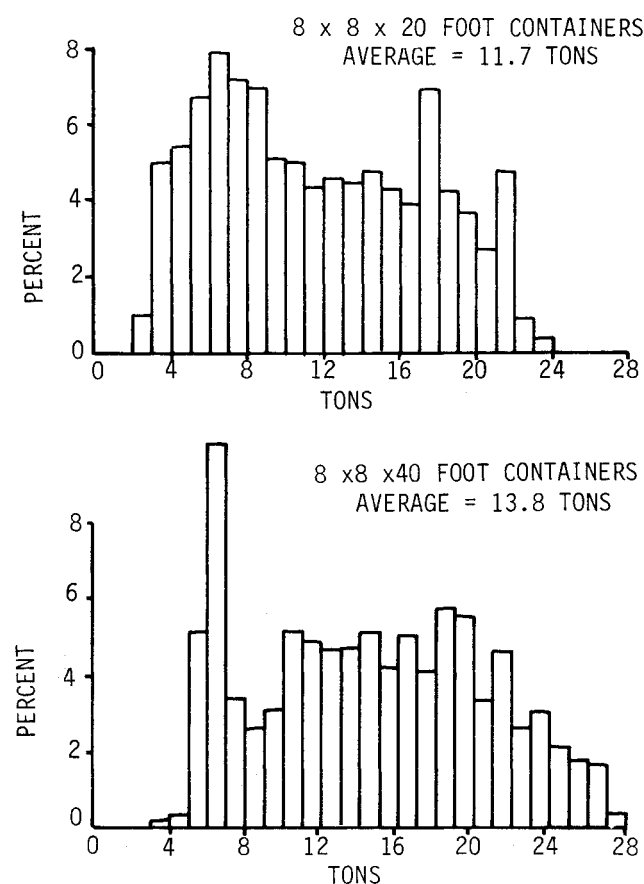 8 x 8 x 20 FOOT CONTAINERS
AVERAGE = 11.7 TONS
8
6
4
2
0
PERCENT
0 4 8 12 16 20 24 28
TONS
8 x8 x40 FOOT CONTAINERS
AVERAGE = 13.8 TONS
8
6
4
2
0
PERCENT
0 4 8 12 16 20 24 28
TONS